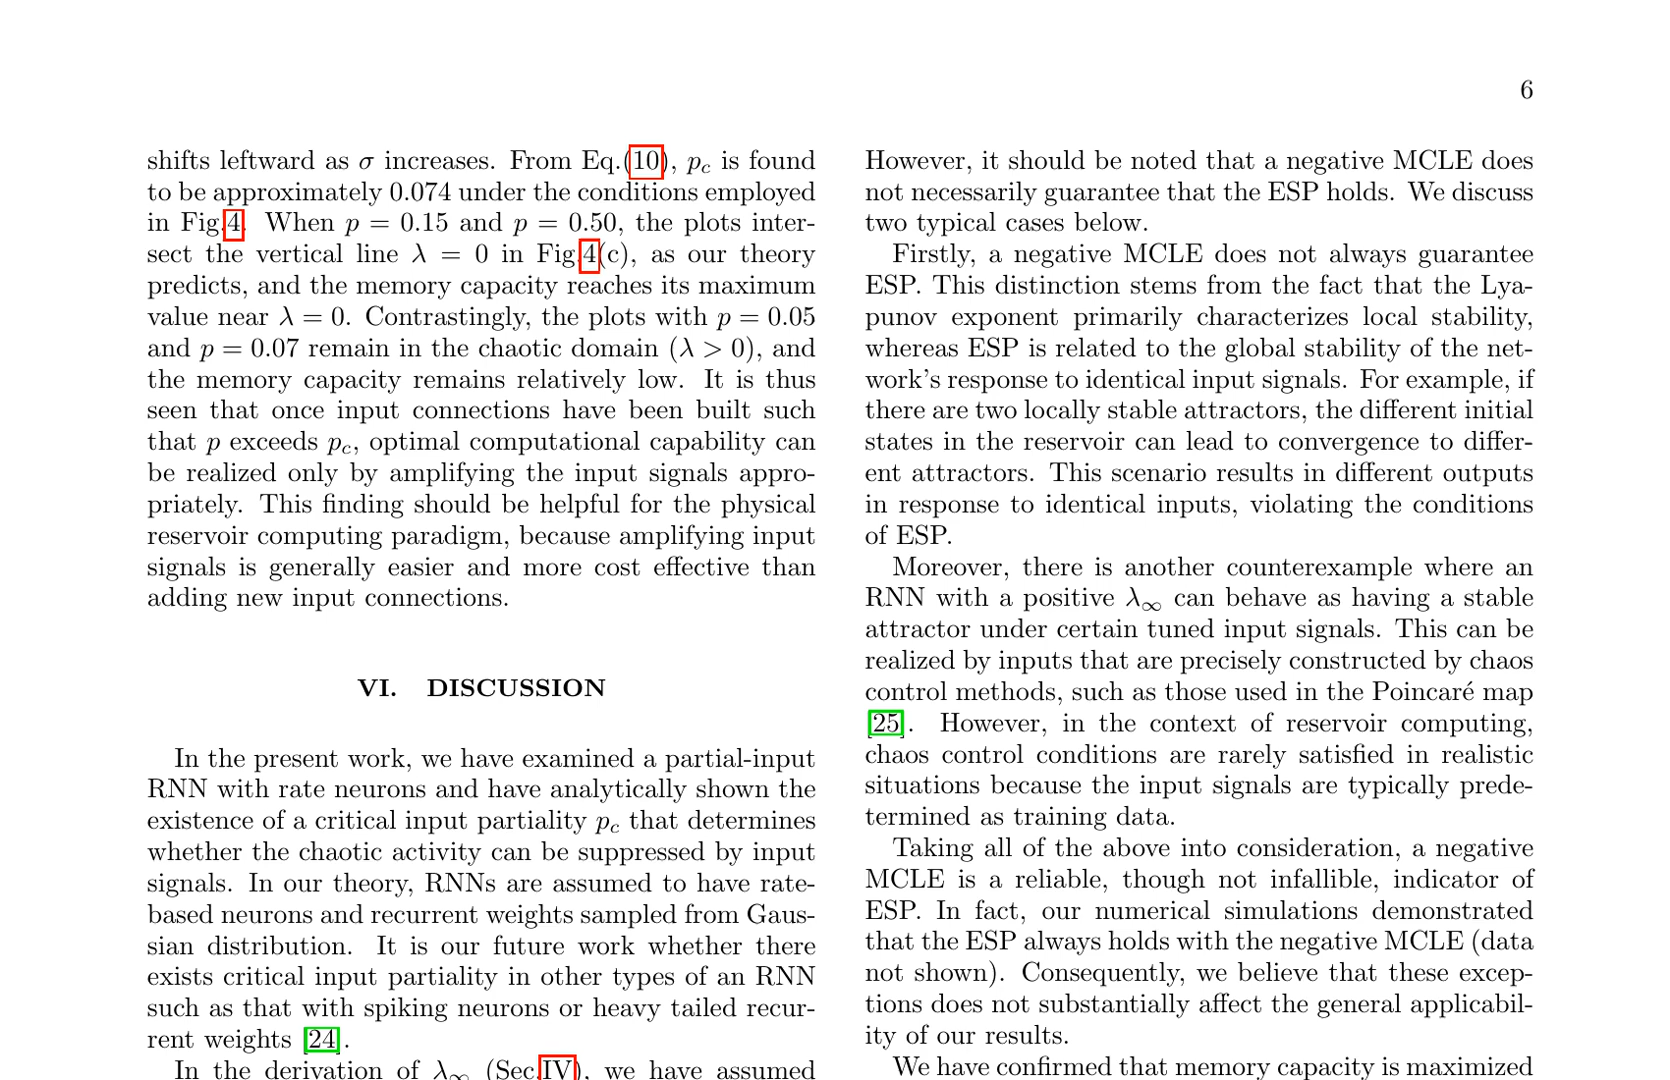 6
shifts leftward as σ increases. From Eq.(10), p_c is found
to be approximately 0.074 under the conditions employed
in Fig.4. When p = 0.15 and p = 0.50, the plots inter-
sect the vertical line λ = 0 in Fig.4(c), as our theory
predicts, and the memory capacity reaches its maximum
value near λ = 0. Contrastingly, the plots with p = 0.05
and p = 0.07 remain in the chaotic domain (λ > 0), and
the memory capacity remains relatively low. It is thus
seen that once input connections have been built such
that p exceeds p_c, optimal computational capability can
be realized only by amplifying the input signals appro-
priately. This finding should be helpful for the physical
reservoir computing paradigm, because amplifying input
signals is generally easier and more cost effective than
adding new input connections.
VI. DISCUSSION
In the present work, we have examined a partial-input
RNN with rate neurons and have analytically shown the
existence of a critical input partiality p_c that determines
whether the chaotic activity can be suppressed by input
signals. In our theory, RNNs are assumed to have rate-
based neurons and recurrent weights sampled from Gaus-
sian distribution. It is our future work whether there
exists critical input partiality in other types of an RNN
such as that with spiking neurons or heavy tailed recur-
rent weights [24].
In the derivation of λ_∞ (Sec.IV), we have assumed
However, it should be noted that a negative MCLE does
not necessarily guarantee that the ESP holds. We discuss
two typical cases below.
Firstly, a negative MCLE does not always guarantee
ESP. This distinction stems from the fact that the Lya-
punov exponent primarily characterizes local stability,
whereas ESP is related to the global stability of the net-
work's response to identical input signals. For example, if
there are two locally stable attractors, the different initial
states in the reservoir can lead to convergence to differ-
ent attractors. This scenario results in different outputs
in response to identical inputs, violating the conditions
of ESP.
Moreover, there is another counterexample where an
RNN with a positive λ_∞ can behave as having a stable
attractor under certain tuned input signals. This can be
realized by inputs that are precisely constructed by chaos
control methods, such as those used in the Poincaré map
[25]. However, in the context of reservoir computing,
chaos control conditions are rarely satisfied in realistic
situations because the input signals are typically prede-
termined as training data.
Taking all of the above into consideration, a negative
MCLE is a reliable, though not infallible, indicator of
ESP. In fact, our numerical simulations demonstrated
that the ESP always holds with the negative MCLE (data
not shown). Consequently, we believe that these excep-
tions does not substantially affect the general applicabil-
ity of our results.
We have confirmed that memory capacity is maximized